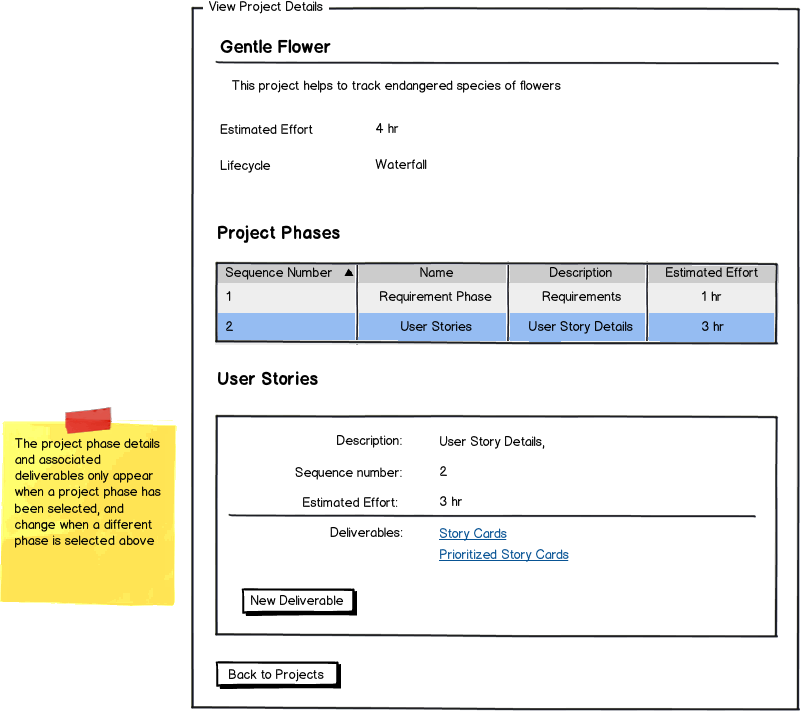 View Project Details
Gentle Flower
This project helps to track endangered species of flowers
Estimated Effort 4 hr
Lifecycle Waterfall
Project Phases
Sequence Number ▲ Name Description Estimated Effort
1 Requirement Phase Requirements 1 hr
2 User Stories User Story Details 3 hr
User Stories
Description: User Story Details,
Sequence number: 2
Estimated Effort: 3 hr
Deliverables: Story Cards
Prioritized Story Cards
New Deliverable
Back to Projects
The project phase details
and associated
deliverables only appear
when a project phase has
been selected, and
change when a different
phase is selected above